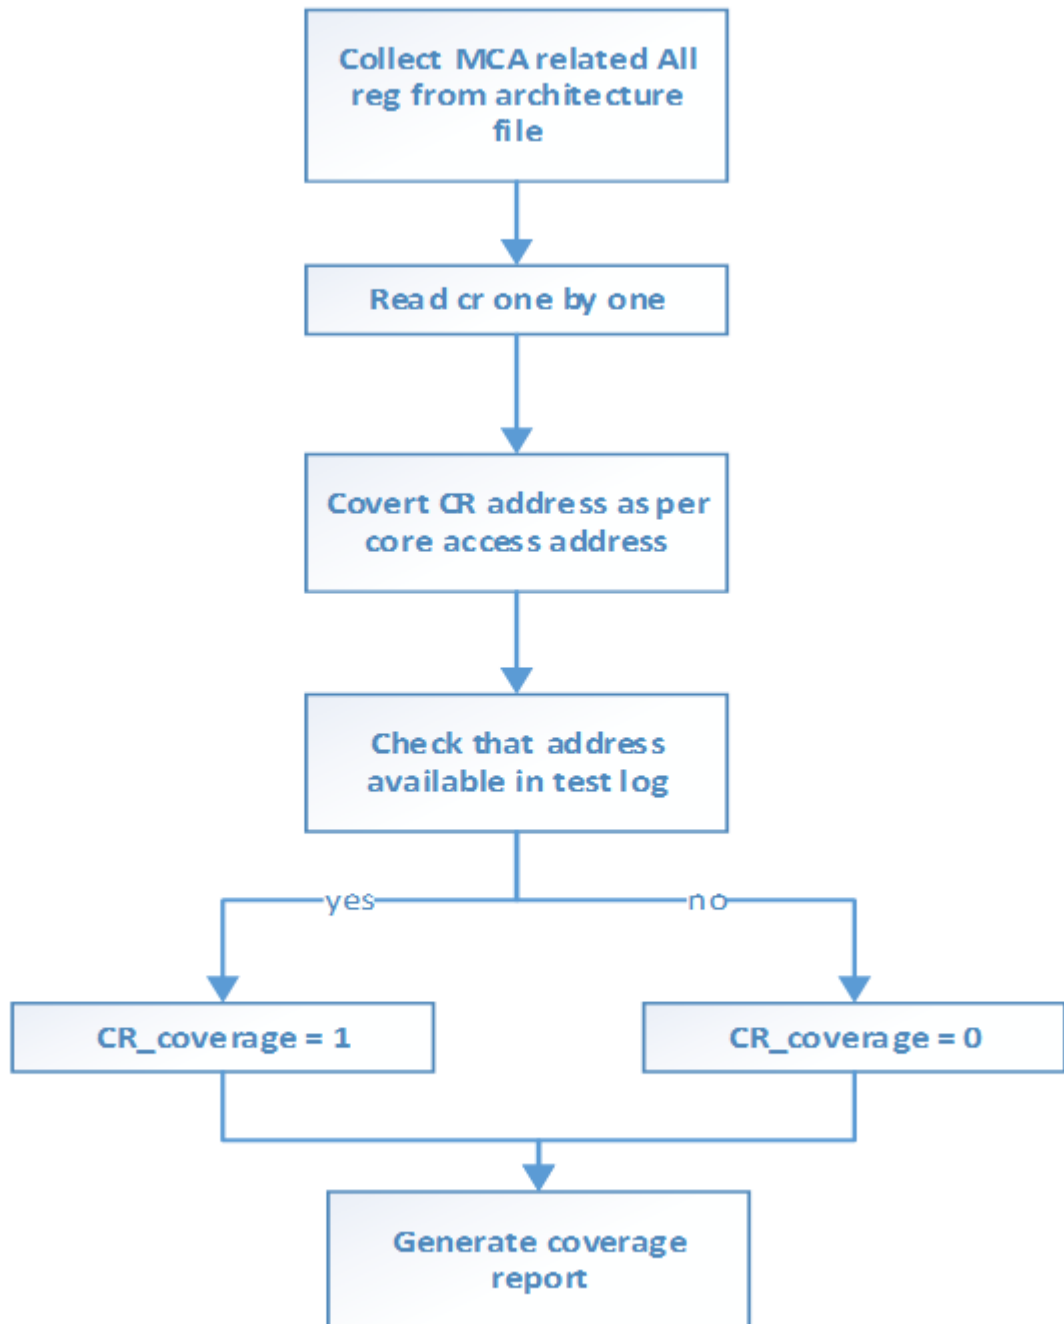 Collect MCA related All
reg from architecture
file
Read cr one by one
Covert CR address as per
core access address
Check that address
available in test log
yes
no
CR_coverage = 1
CR_coverage = 0
Generate coverage
report